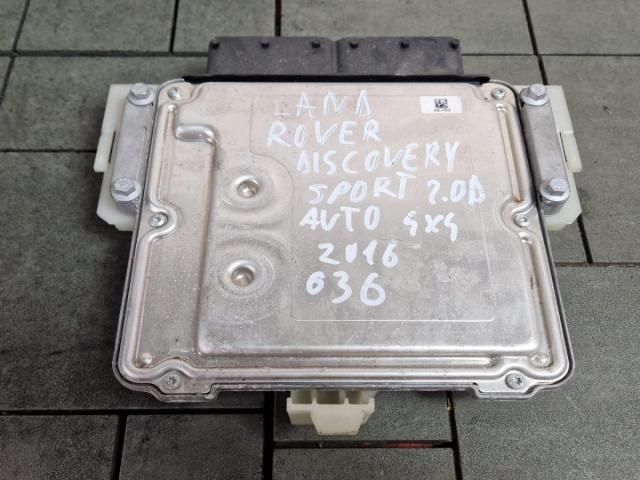 LAND
ROVER
DISCOVERY
SPORT 2.0D
AUTO 4x4
2016
036